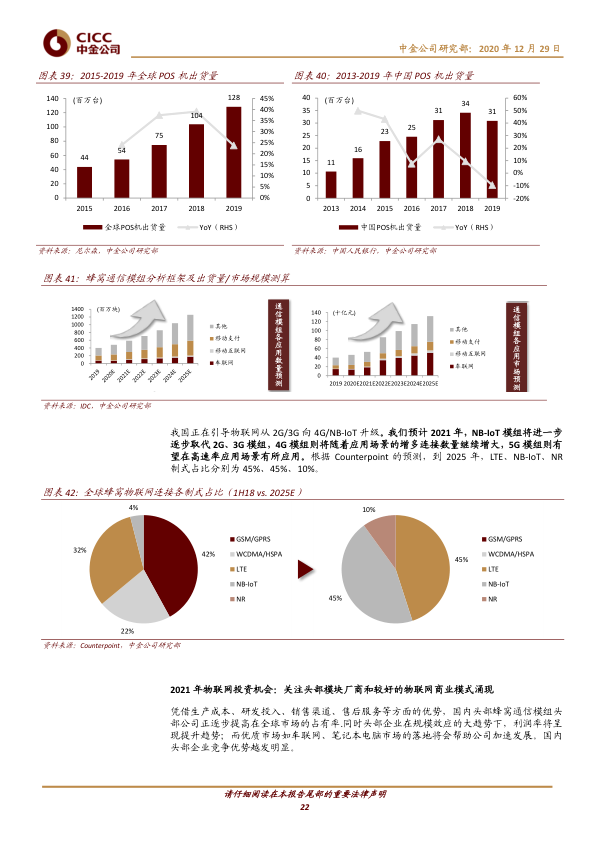 CICC
中金公司
中金公司研究部：2020 年 12 月 29 日
图表 39：2015-2019 年全球 POS 机出货量
(百万台)
140
120
100
80
60
40
20
0
44
54
75
104
128
45%
40%
35%
30%
25%
20%
15%
10%
5%
0%
2015 2016 2017 2018 2019
全球POS机出货量 YoY（RHS）
资料来源：尼尔森，中金公司研究部
图表 40：2013-2019 年中国 POS 机出货量
(百万台)
40
35
30
25
20
15
10
5
0
11
16
23
25
31
34
31
60%
50%
40%
30%
20%
10%
0%
-10%
-20%
2013 2014 2015 2016 2017 2018 2019
中国POS机出货量 YoY（RHS）
资料来源：中国人民银行，中金公司研究部
图表 41：蜂窝通信模组分析框架及出货量/市场规模测算
(百万块)
1400
1200
1000
800
600
400
200
0
2019 2020E 2021E 2022E 2023E 2024E 2025E
其他
移动支付
移动互联网
车联网
通信模组各应用数量预测
(十亿元)
140
120
100
80
60
40
20
0
2019 2020E2021E2022E2023E2024E2025E
其他
移动支付
移动互联网
车联网
通信模组各应用市场预测
资料来源：IDC，中金公司研究部
我国正在引导物联网从 2G/3G 向 4G/NB-IoT 升级。我们预计 2021 年，NB-IoT 模组将进一步
逐步取代 2G、3G 模组，4G 模组则将随着应用场景的增多连接数量继续增大，5G 模组则有
望在高速率应用场景有所应用。根据 Counterpoint 的预测，到 2025 年，LTE、NB-IoT、NR
制式占比分别为 45%、45%、10%。
图表 42：全球蜂窝物联网连接各制式占比（1H18 vs. 2025E）
4%
32%
42%
22%
GSM/GPRS
WCDMA/HSPA
LTE
NB-IoT
NR
10%
45%
45%
GSM/GPRS
WCDMA/HSPA
LTE
NB-IoT
NR
资料来源：Counterpoint，中金公司研究部
2021 年物联网投资机会：关注头部模块厂商和较好的物联网商业模式涌现
凭借生产成本、研发投入、销售渠道、售后服务等方面的优势，国内头部蜂窝通信模组头
部公司正逐步提高在全球市场的占有率.同时头部企业在规模效应的大趋势下，利润率将呈
现提升趋势；而优质市场如车联网、笔记本电脑市场的落地将会帮助公司加速发展。国内
头部企业竞争优势越发明显。
请仔细阅读在本报告尾部的重要法律声明
22